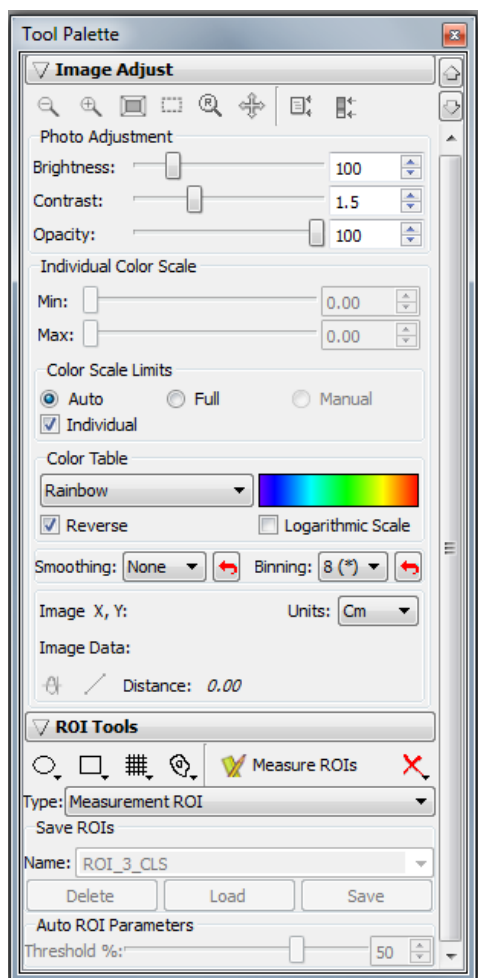 Tool Palette
Image Adjust
Photo Adjustment
Brightness: 100
Contrast: 1.5
Opacity: 100
Individual Color Scale
Min: 0.00
Max: 0.00
Color Scale Limits
Auto Full Manual
Individual
Color Table
Rainbow
Reverse Logarithmic Scale
Smoothing: None Binning: 8 (*)
Image X, Y: Units: Cm
Image Data:
Distance: 0.00
ROI Tools
Measure ROIs
Type: Measurement ROI
Save ROIs
Name: ROI_3_CLS
Delete Load Save
Auto ROI Parameters
Threshold %: 50